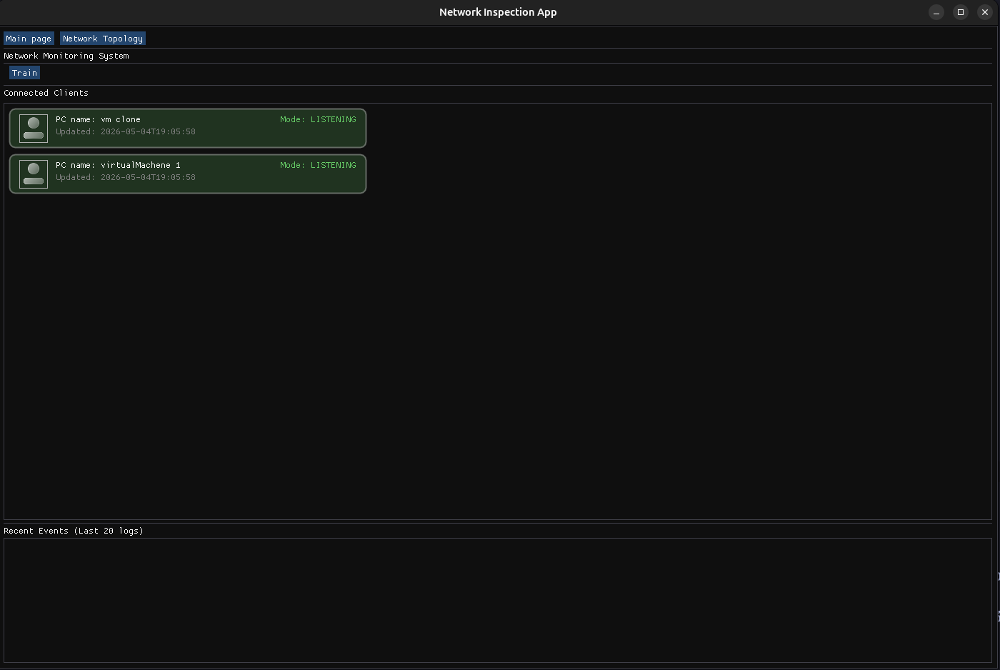 Network Inspection App
Main page Network Topology
Network Monitoring System
Train
Connected Clients
PC name: vm clone Mode: LISTENING
Updated: 2026-05-04T19:05:58
PC name: virtualMachene 1 Mode: LISTENING
Updated: 2026-05-04T19:05:58
Recent Events (Last 20 logs)